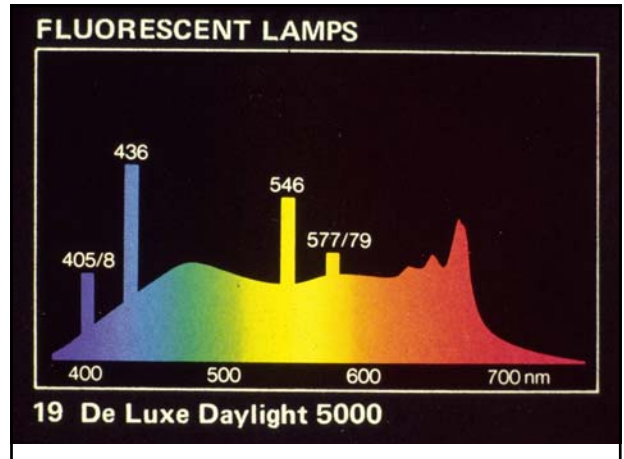 FLUORESCENT LAMPS
436
546
577/79
405/8
400 500 600 700 nm
19 De Luxe Daylight 5000